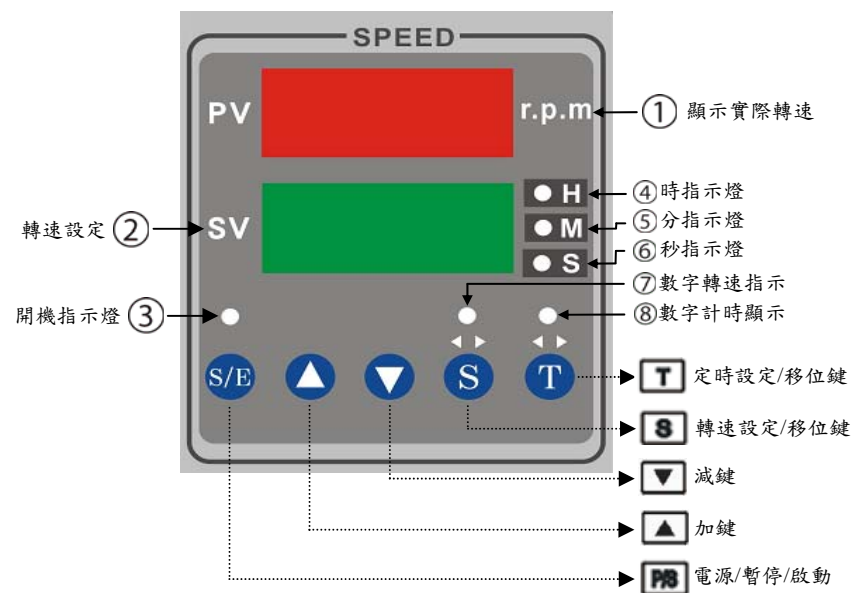 SPEED
PV
r.p.m
① 顯示實際轉速
轉速設定 ②
SV
H
④時指示燈
M
⑤分指示燈
S
⑥秒指示燈
⑦數字轉速指示
開機指示燈 ③
⑧數字計時顯示
S/E
S
T
T 定時設定/移位鍵
S 轉速設定/移位鍵
減鍵
加鍵
P/S 電源/暫停/啟動